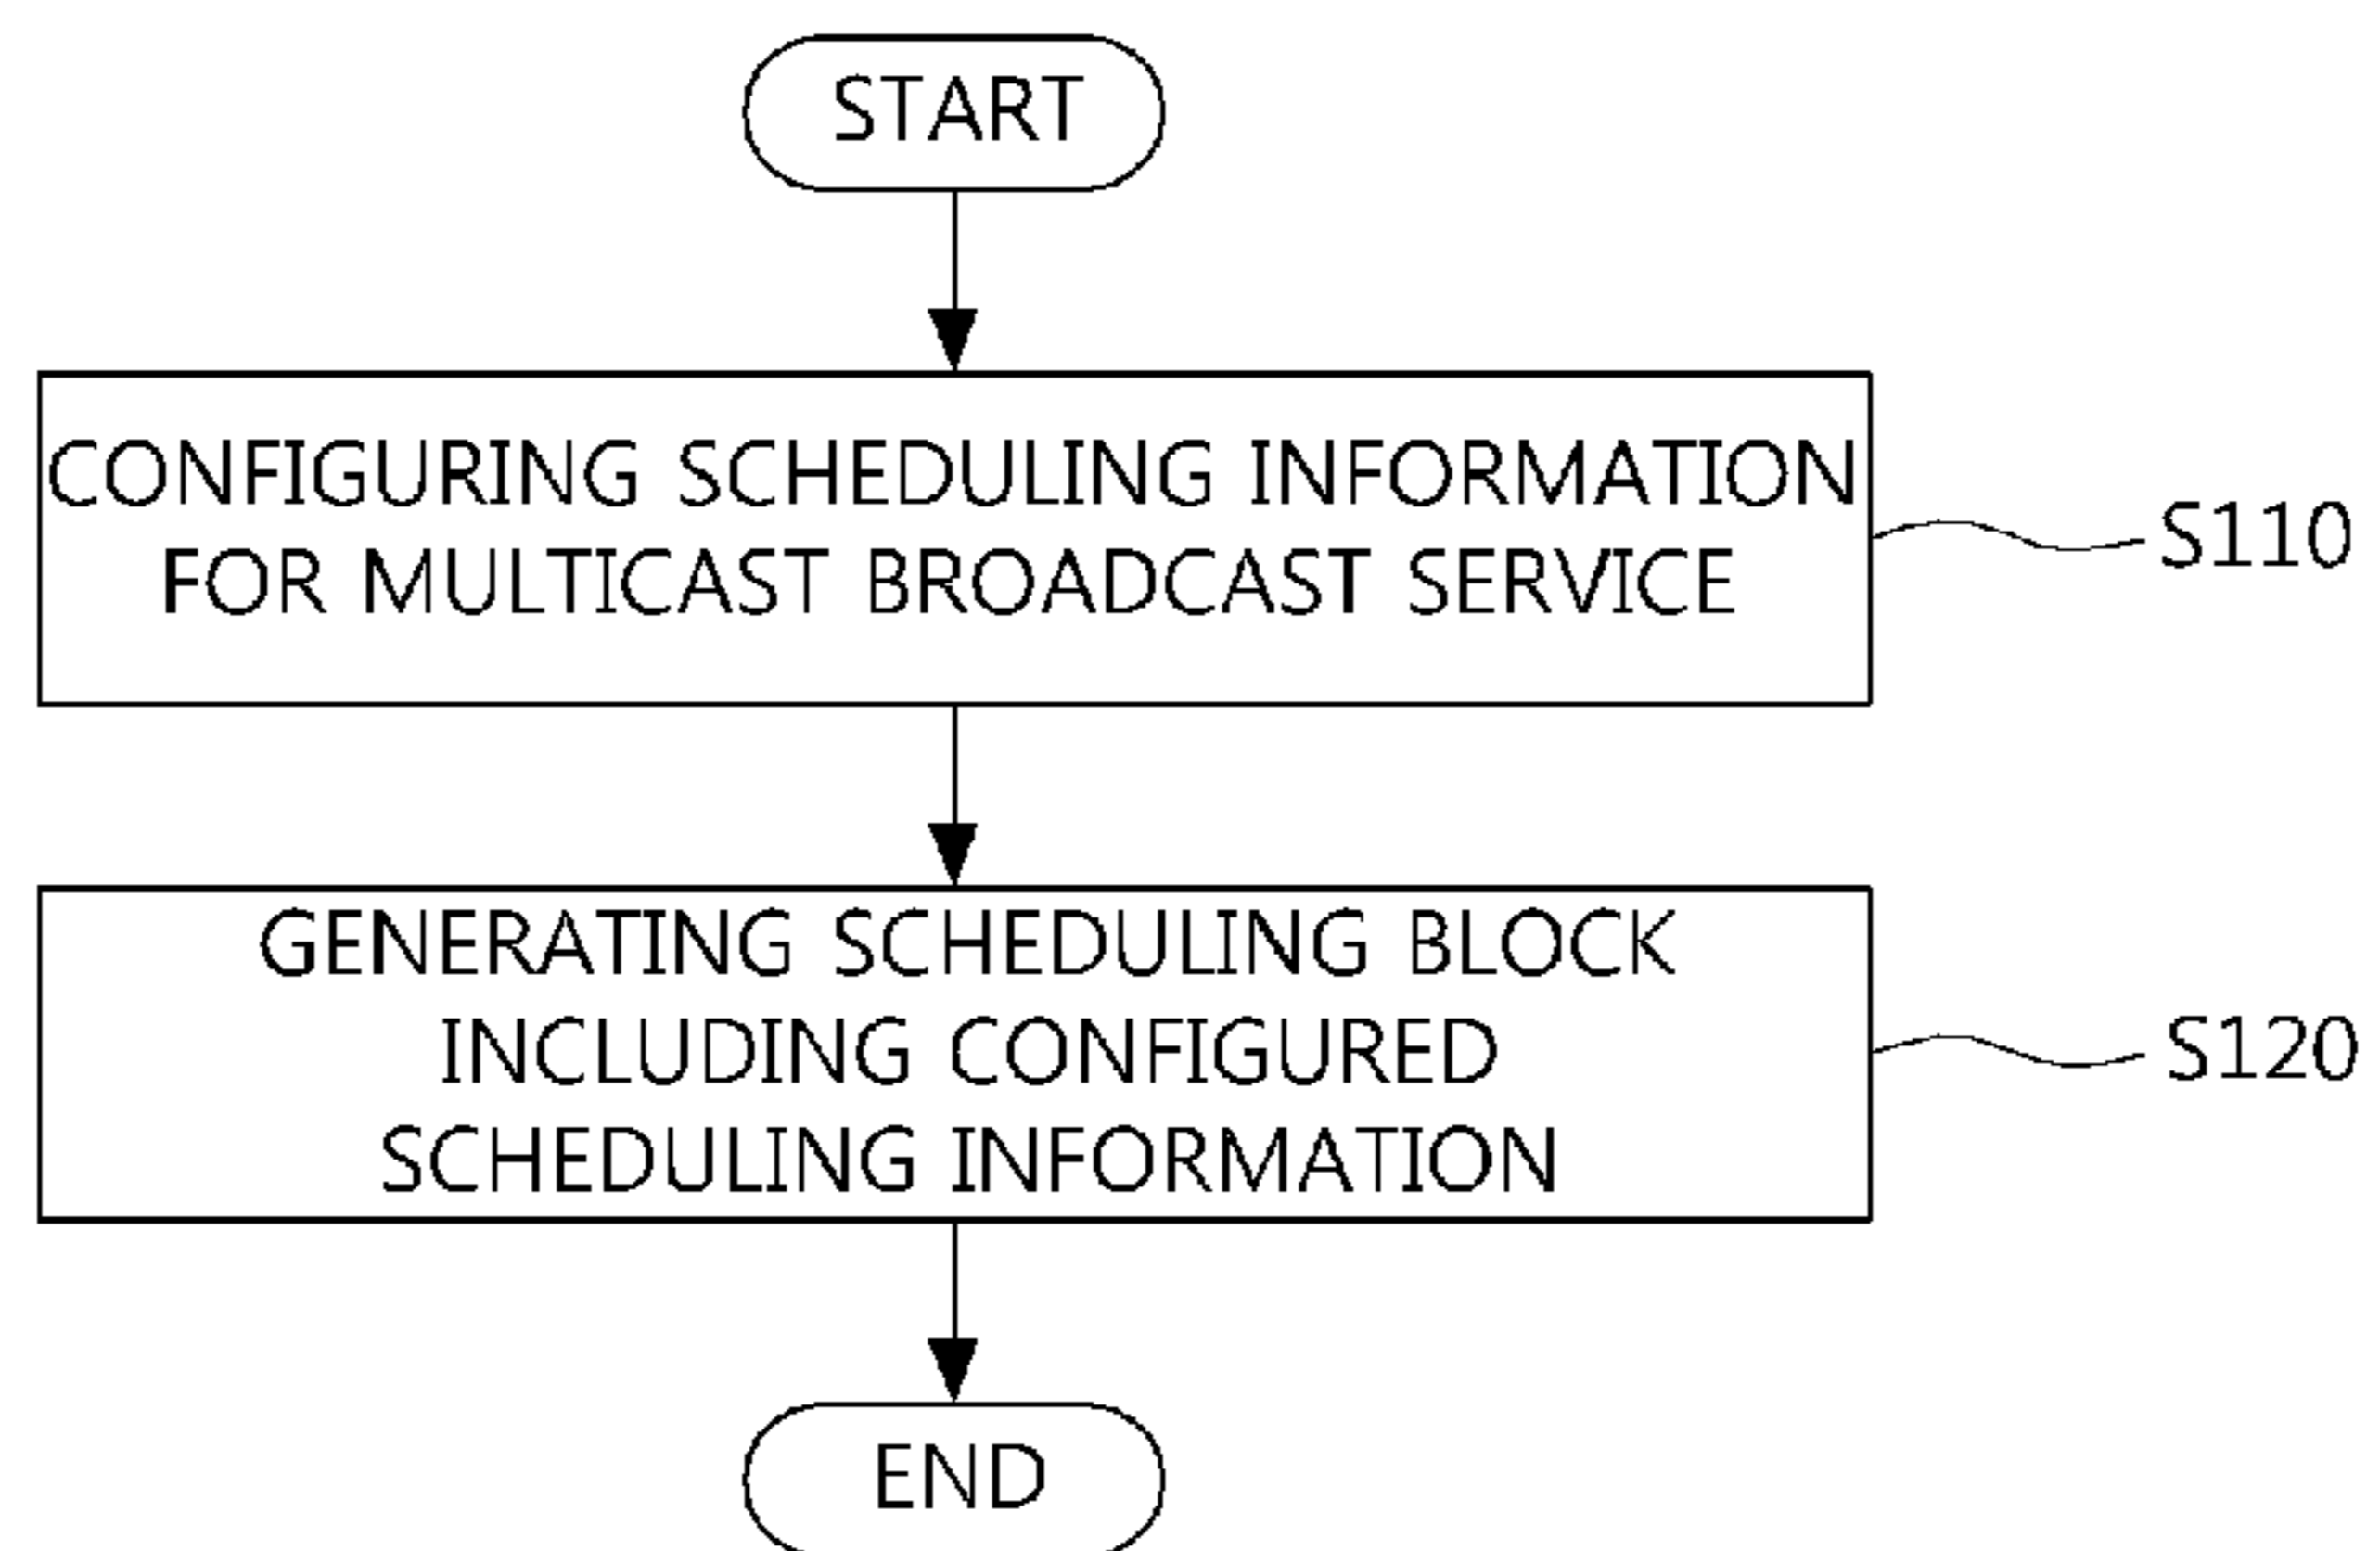 START
CONFIGURING SCHEDULING INFORMATION
FOR MULTICAST BROADCAST SERVICE
S110
GENERATING SCHEDULING BLOCK
INCLUDING CONFIGURED
SCHEDULING INFORMATION
S120
END